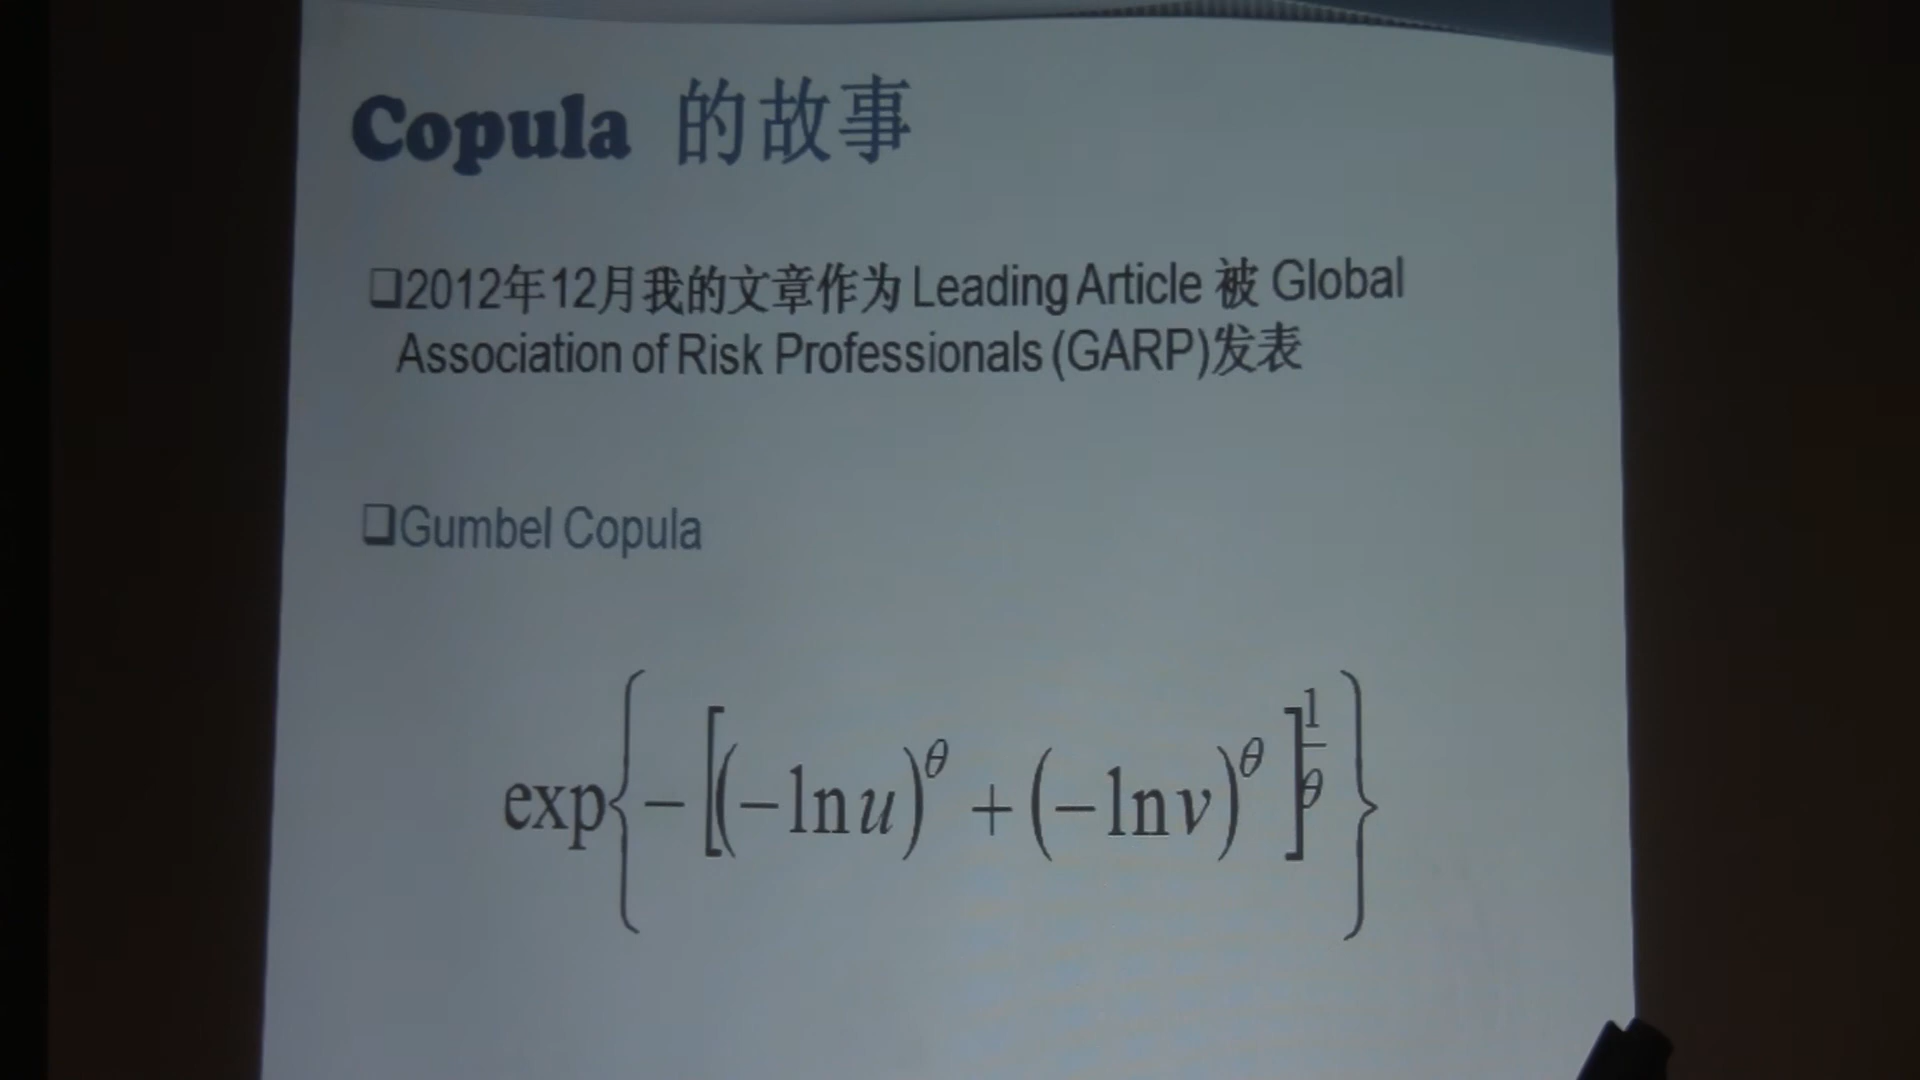 Copula 的故事
❑2012年12月我的文章作为 Leading Article 被 Global
Association of Risk Professionals (GARP)发表
❑Gumbel Copula
exp{−[(−ln u)^θ + (−ln v)^θ]^(1/θ)}